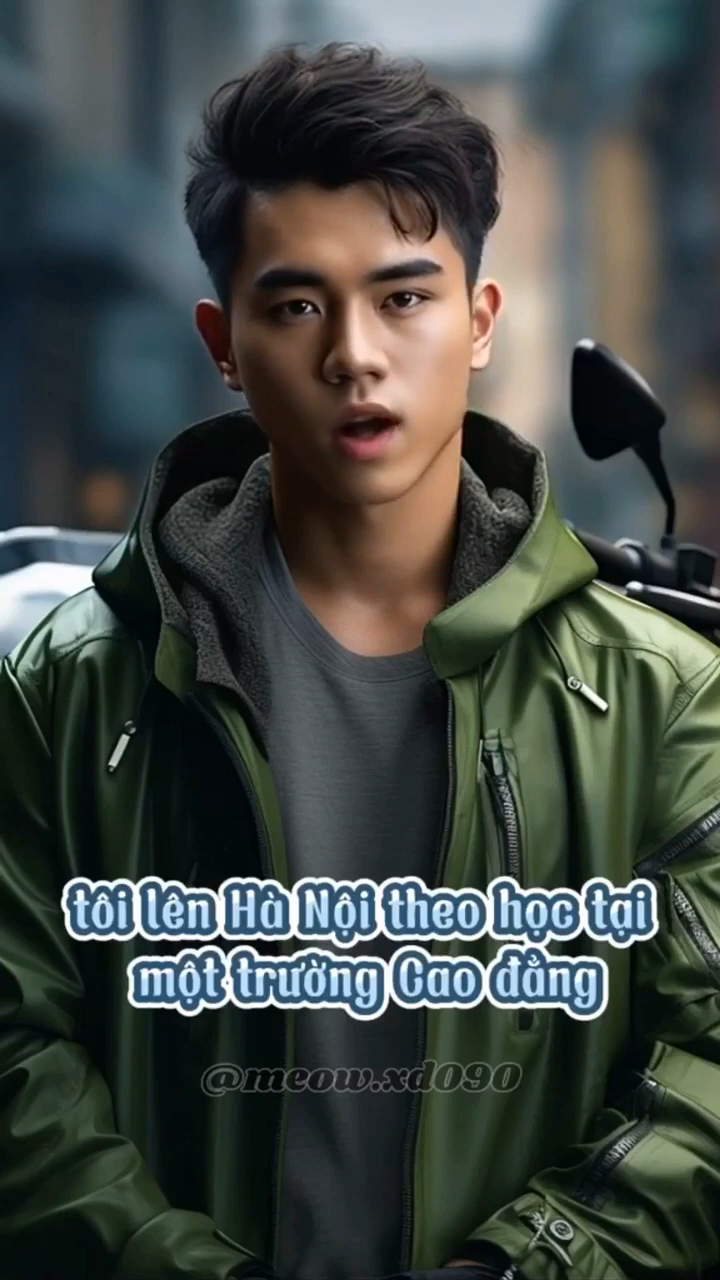 tôi lên Hà Nội theo học tại
một trường Cao đẳng
@meow.xd090